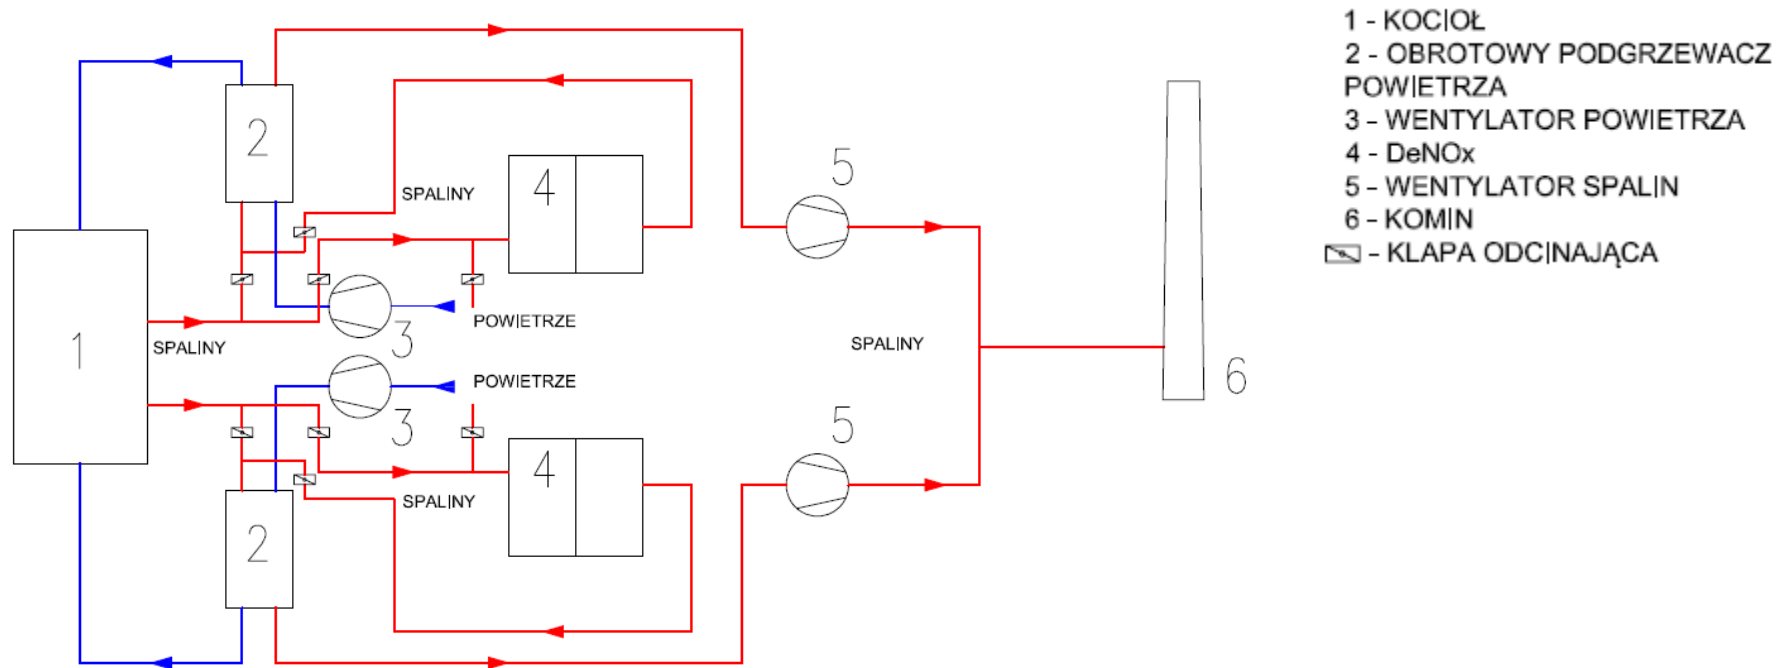 1 - KOCIOŁ
2 - OBROTOWY PODGRZEWACZ
POWIETRZA
3 - WENTYLATOR POWIETRZA
4 - DeNOx
5 - WENTYLATOR SPALIN
6 - KOMIN
- KLAPA ODCINAJĄCA
2
SPALINY
4
5
1
SPALINY
3
POWIETRZE
SPALINY
6
3
POWIETRZE
5
4
SPALINY
2